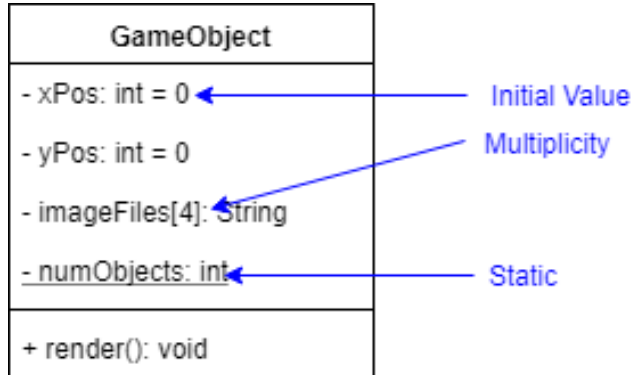 GameObject
- xPos: int = 0
Initial Value
- yPos: int = 0
Multiplicity
- imageFiles[4]: String
- numObjects: int
Static
+ render(): void